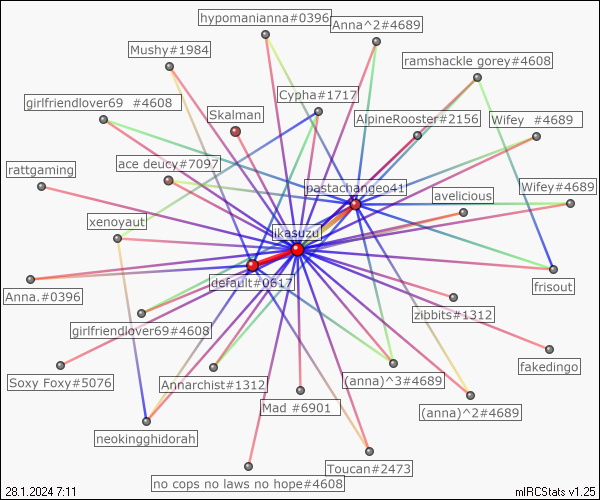 hypomanianna#0396
Anna^2#4689
Mushy#1984
ramshackle gorey#4608
Cypha#1717
girlfriendlover69 #4608
Skalman
AlpineRooster#2156
Wifey #4689
ace deucy#7097
rattgaming
pastachangeo41
avelicious
Wifey#4689
xenoyaut
jikasuzu
default#0617
frisout
Anna.#0396
zibbits#1312
girlfriendlover69#4608
fakedingo
Soxy Foxy#5076
Annarchist#1312
(anna)^3#4689
Mad #6901
(anna)^2#4689
neokingghidorah
Toucan#2473
no cops no laws no hope#4608
28.1.2024 7:11
mIRCStats v1.25